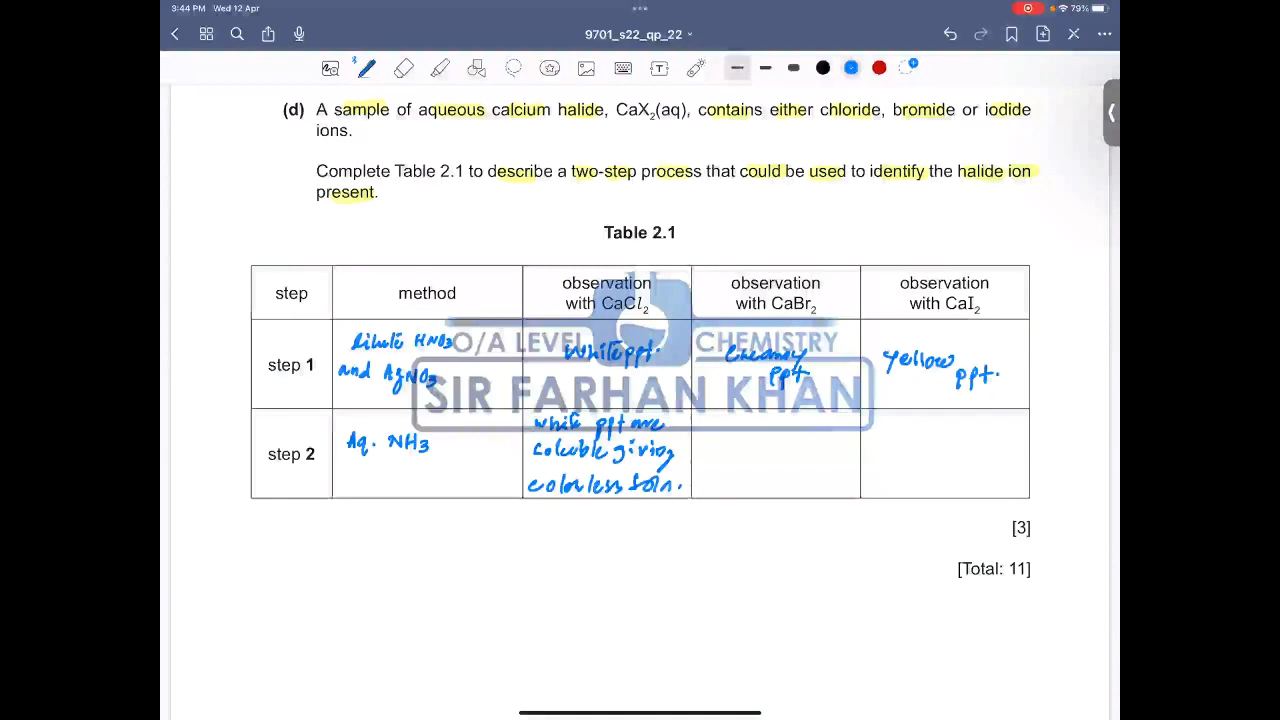 3:44 PM Wed 12 Apr
79%
9701_s22_qp_22
(d) A sample of aqueous calcium halide, CaX2(aq), contains either chloride, bromide or iodide
ions.
Complete Table 2.1 to describe a two-step process that could be used to identify the halide ion
present.
Table 2.1
step method observation with CaCl2 observation with CaBr2 observation with CaI2
step 1 dilute HNO3 and AgNO3 White ppt. Creamy ppt yellow ppt.
step 2 Aq. NH3 white ppt are soluble giving colorless soln.
O/A LEVEL CHEMISTRY
SIR FARHAN KHAN
[3]
[Total: 11]